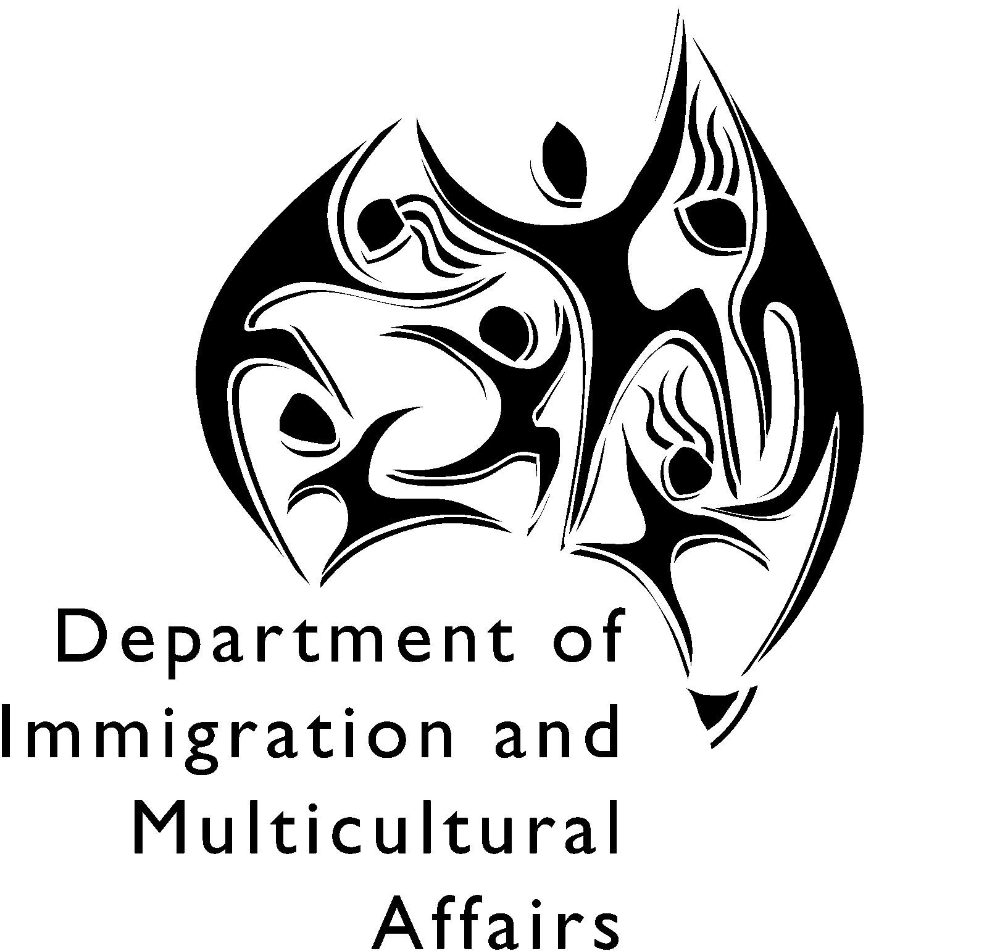 Department of
Immigration and
Multicultural
Affairs